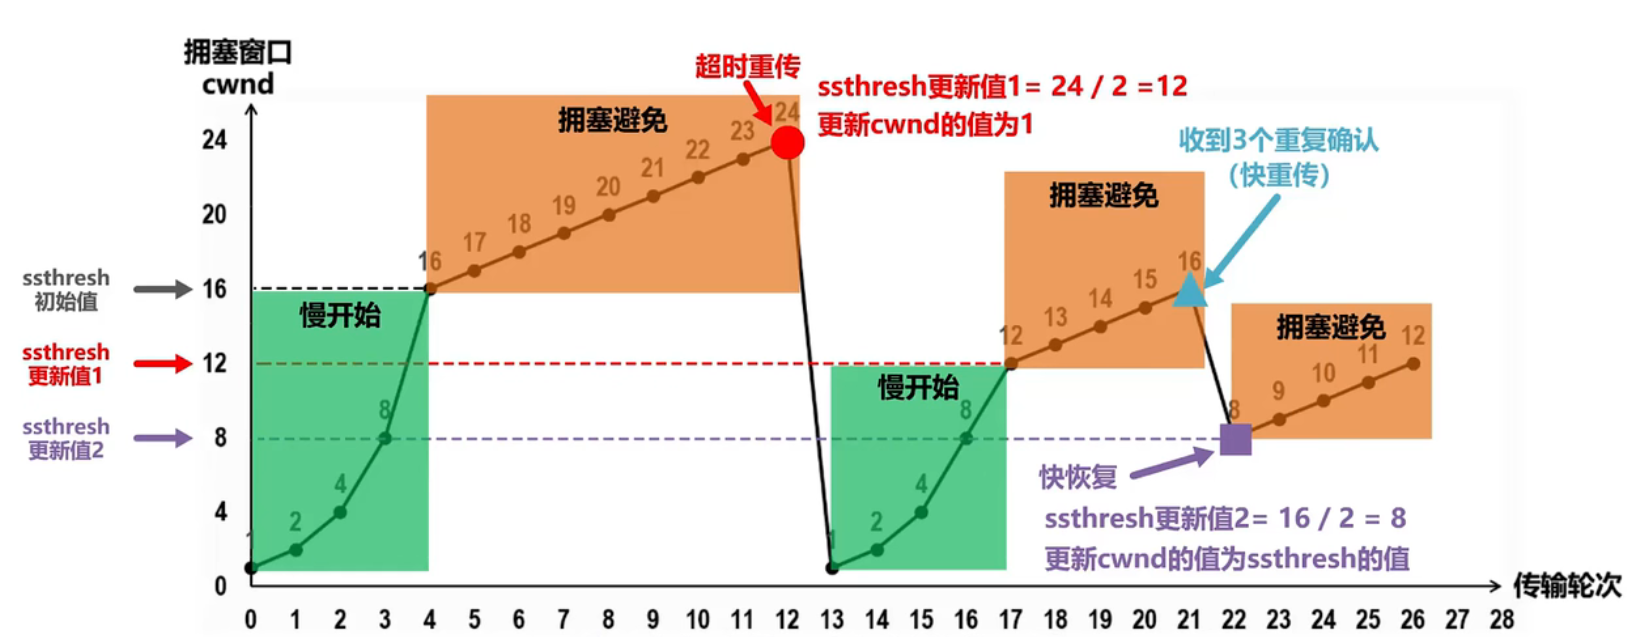 拥塞窗口
cwnd
24
20
16
12
8
4
0
ssthresh
初始值
ssthresh
更新值1
ssthresh
更新值2
慢开始
1
2
4
8
16
拥塞避免
17
18
19
20
21
22
23
24
超时重传
ssthresh更新值1= 24 / 2 =12
更新cwnd的值为1
慢开始
1
2
4
8
12
拥塞避免
13
14
15
16
收到3个重复确认
（快重传）
拥塞避免
8
9
10
11
12
快恢复
ssthresh更新值2= 16 / 2 = 8
更新cwnd的值为ssthresh的值
0 1 2 3 4 5 6 7 8 9 10 11 12 13 14 15 16 17 18 19 20 21 22 23 24 25 26 27 28
传输轮次